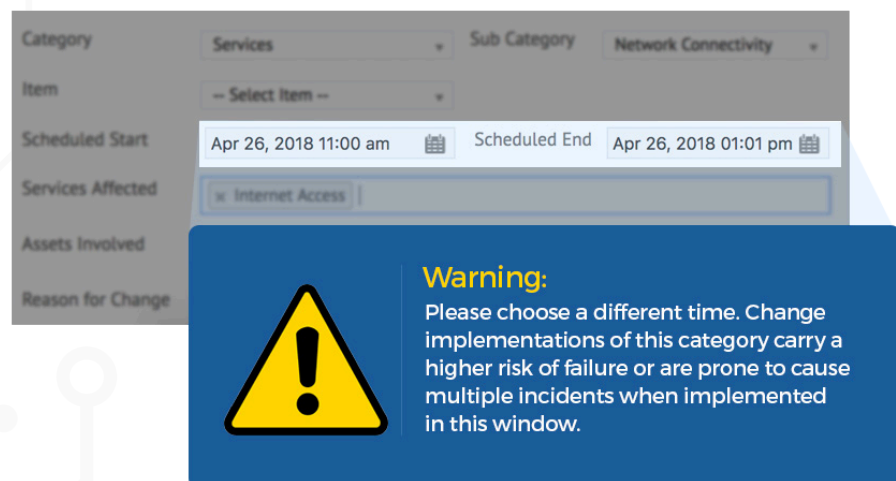 Category Services Sub Category Network Connectivity
Item -- Select Item --
Scheduled Start Apr 26, 2018 11:00 am Scheduled End Apr 26, 2018 01:01 pm
Services Affected × Internet Access
Assets Involved
Reason for Change
Warning:
Please choose a different time. Change
implementations of this category carry a
higher risk of failure or are prone to cause
multiple incidents when implemented
in this window.